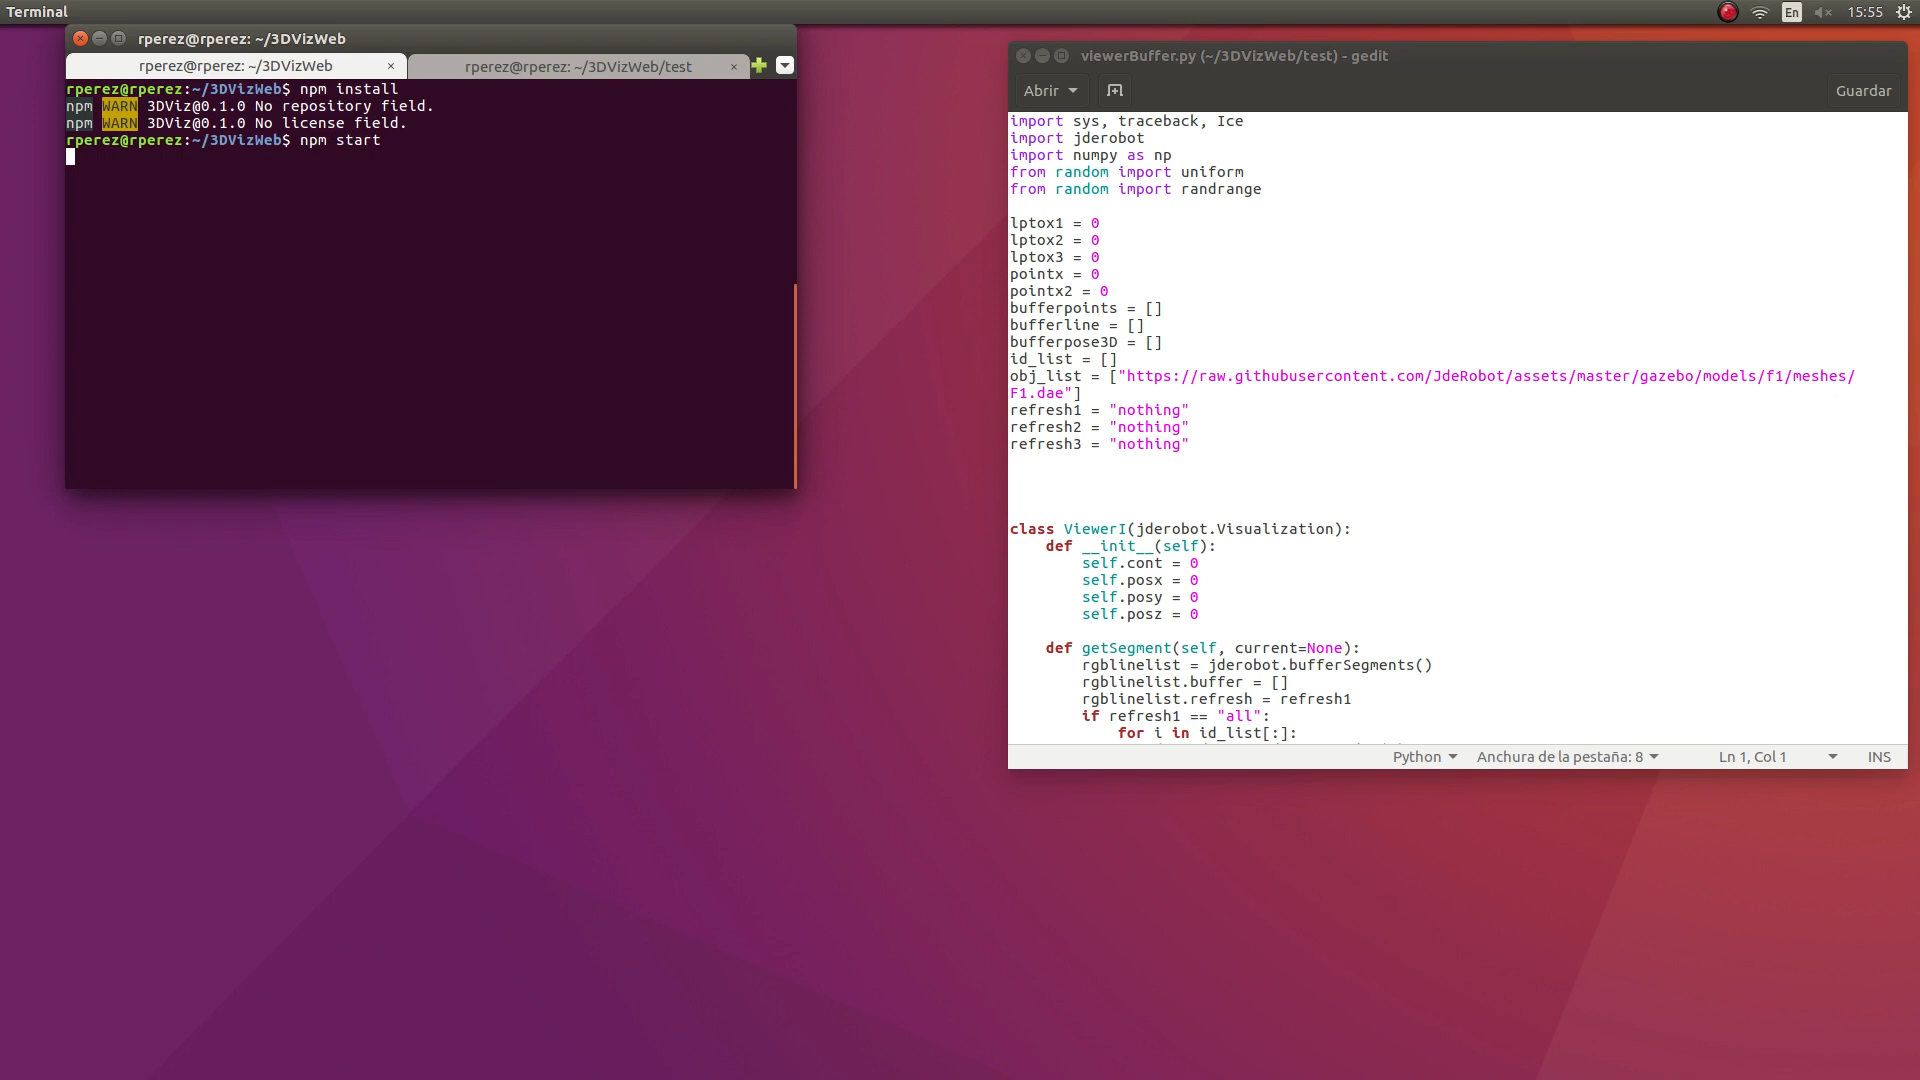 Terminal
En
15:55
rperez@rperez: ~/3DVizWeb
rperez@rperez: ~/3DVizWeb ×
rperez@rperez: ~/3DVizWeb/test ×
rperez@rperez:~/3DVizWeb$ npm install
npm WARN 3DViz@0.1.0 No repository field.
npm WARN 3DViz@0.1.0 No license field.
rperez@rperez:~/3DVizWeb$ npm start
viewerBuffer.py (~/3DVizWeb/test) - gedit
Abrir
Guardar
import sys, traceback, Ice
import jderobot
import numpy as np
from random import uniform
from random import randrange
lptox1 = 0
lptox2 = 0
lptox3 = 0
pointx = 0
pointx2 = 0
bufferpoints = []
bufferline = []
bufferpose3D = []
id_list = []
obj_list = ["https://raw.githubusercontent.com/JdeRobot/assets/master/gazebo/models/f1/meshes/
F1.dae"]
refresh1 = "nothing"
refresh2 = "nothing"
refresh3 = "nothing"
class ViewerI(jderobot.Visualization):
    def __init__(self):
        self.cont = 0
        self.posx = 0
        self.posy = 0
        self.posz = 0
    def getSegment(self, current=None):
        rgblinelist = jderobot.bufferSegments()
        rgblinelist.buffer = []
        rgblinelist.refresh = refresh1
        if refresh1 == "all":
            for i in id_list[:]:
Python
Anchura de la pestaña: 8
Ln 1, Col 1
INS